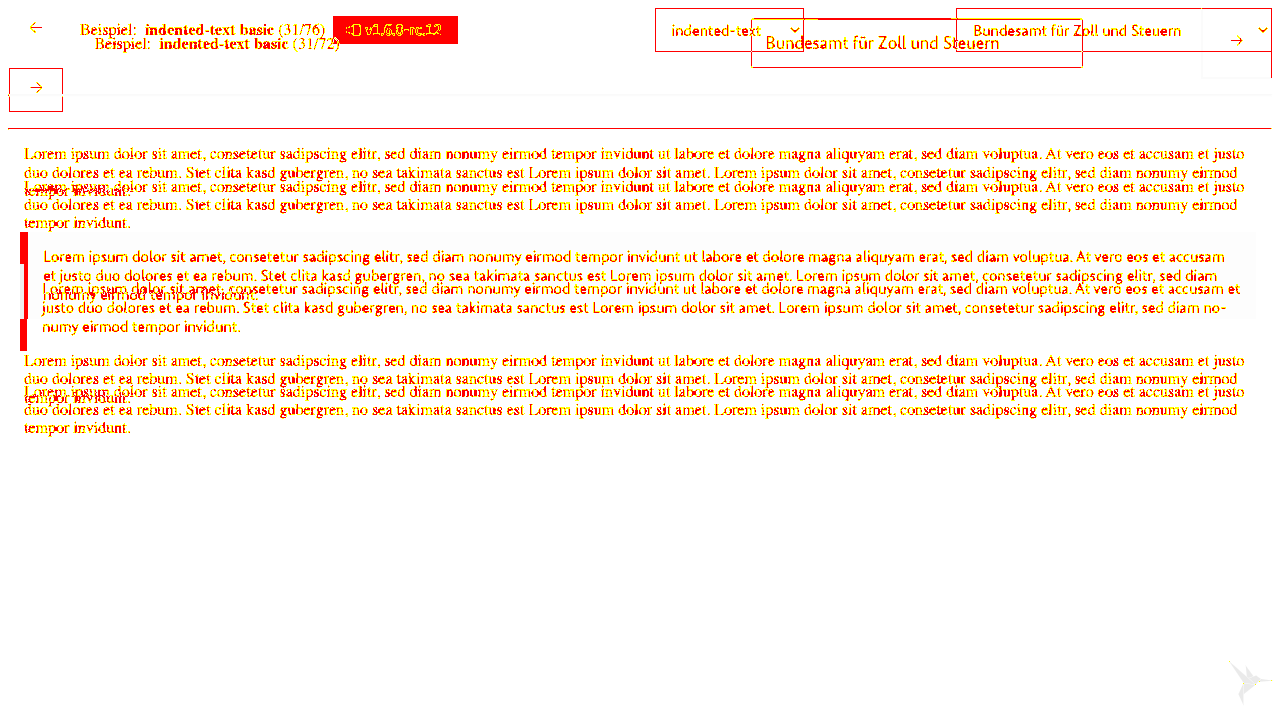 ← Beispiel: indented-text basic (31/76) v1.6.0-rc.12 indented-text Bundesamt für Zoll und Steuern
Beispiel: indented-text basic (31/72) Bundesamt für Zoll und Steuern →
→
Lorem ipsum dolor sit amet, consetetur sadipscing elitr, sed diam nonumy eirmod tempor invidunt ut labore et dolore magna aliquyam erat, sed diam voluptua. At vero eos et accusam et justo
duo dolores et ea rebum. Stet clita kasd gubergren, no sea takimata sanctus est Lorem ipsum dolor sit amet. Lorem ipsum dolor sit amet, consetetur sadipscing elitr, sed diam nonumy eirmod
Lorem ipsum dolor sit amet, consetetur sadipscing elitr, sed diam nonumy eirmod tempor invidunt ut labore et dolore magna aliquyam erat, sed diam voluptua. At vero eos et accusam et justo
tempor invidunt.
duo dolores et ea rebum. Stet clita kasd gubergren, no sea takimata sanctus est Lorem ipsum dolor sit amet. Lorem ipsum dolor sit amet, consetetur sadipscing elitr, sed diam nonumy eirmod
tempor invidunt.
Lorem ipsum dolor sit amet, consetetur sadipscing elitr, sed diam nonumy eirmod tempor invidunt ut labore et dolore magna aliquyam erat, sed diam voluptua. At vero eos et accusam
et justo duo dolores et ea rebum. Stet clita kasd gubergren, no sea takimata sanctus est Lorem ipsum dolor sit amet. Lorem ipsum dolor sit amet, consetetur sadipscing elitr, sed diam
Lorem ipsum dolor sit amet, consetetur sadipscing elitr, sed diam nonumy eirmod tempor invidunt ut labore et dolore magna aliquyam erat, sed diam voluptua. At vero eos et accusam et
nonumy eirmod tempor invidunt.
justo duo dolores et ea rebum. Stet clita kasd gubergren, no sea takimata sanctus est Lorem ipsum dolor sit amet. Lorem ipsum dolor sit amet, consetetur sadipscing elitr, sed diam no-
numy eirmod tempor invidunt.
Lorem ipsum dolor sit amet, consetetur sadipscing elitr, sed diam nonumy eirmod tempor invidunt ut labore et dolore magna aliquyam erat, sed diam voluptua. At vero eos et accusam et justo
duo dolores et ea rebum. Stet clita kasd gubergren, no sea takimata sanctus est Lorem ipsum dolor sit amet. Lorem ipsum dolor sit amet, consetetur sadipscing elitr, sed diam nonumy eirmod
Lorem ipsum dolor sit amet, consetetur sadipscing elitr, sed diam nonumy eirmod tempor invidunt ut labore et dolore magna aliquyam erat, sed diam voluptua. At vero eos et accusam et justo
tempor invidunt.
duo dolores et ea rebum. Stet clita kasd gubergren, no sea takimata sanctus est Lorem ipsum dolor sit amet. Lorem ipsum dolor sit amet, consetetur sadipscing elitr, sed diam nonumy eirmod
tempor invidunt.